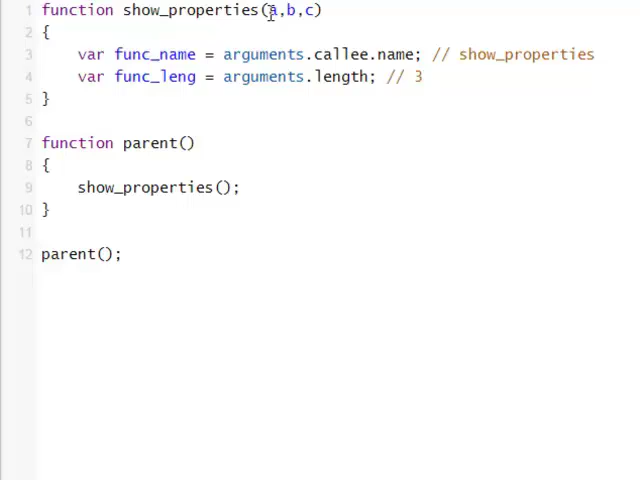 1 function show_properties(a,b,c)
2 {
3 var func_name = arguments.callee.name; // show_properties
4 var func_leng = arguments.length; // 3
5 }
6
7 function parent()
8 {
9 show_properties();
10 }
11
12 parent();